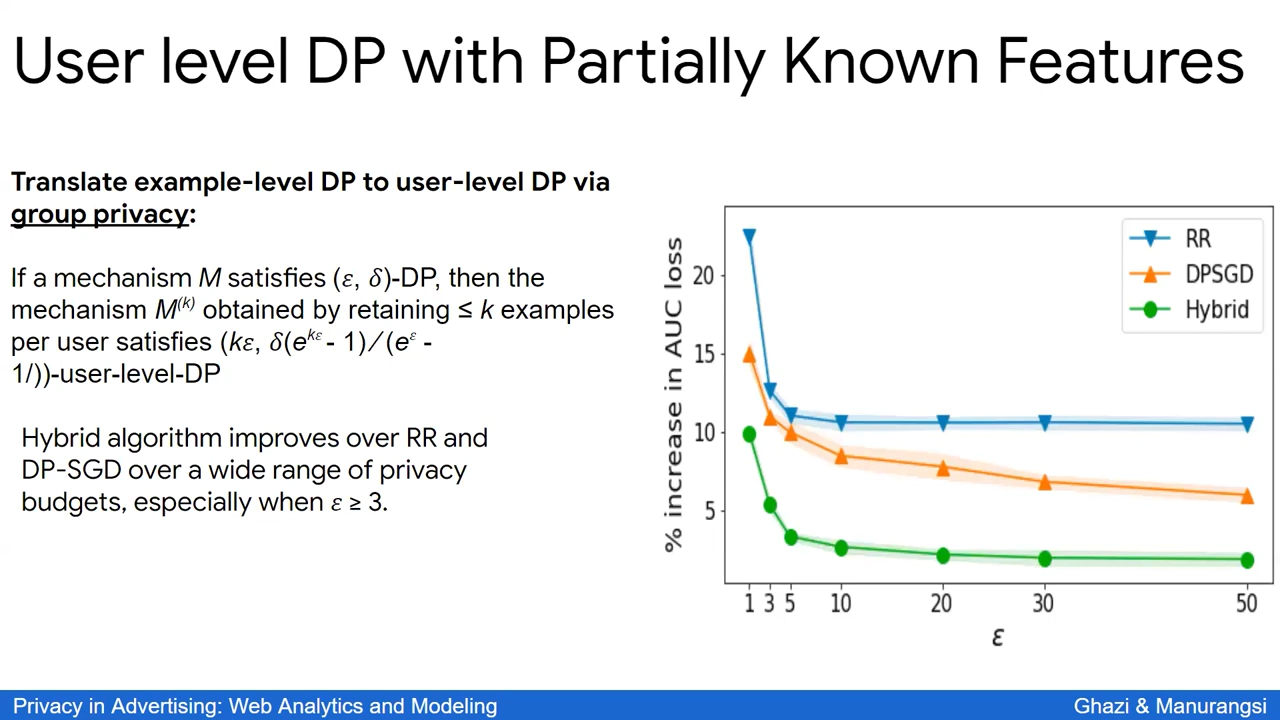 User level DP with Partially Known Features
Translate example-level DP to user-level DP via
group privacy:
If a mechanism M satisfies (ε, δ)-DP, then the
mechanism M(k) obtained by retaining ≤ k examples
per user satisfies (kε, δ(ekε - 1)/(eε -
1/))-user-level-DP
Hybrid algorithm improves over RR and
DP-SGD over a wide range of privacy
budgets, especially when ε ≥ 3.
% increase in AUC loss
20
15
10
5
RR
DPSGD
Hybrid
1 3 5 10 20 30 50
ε
Privacy in Advertising: Web Analytics and Modeling
Ghazi & Manurangsi